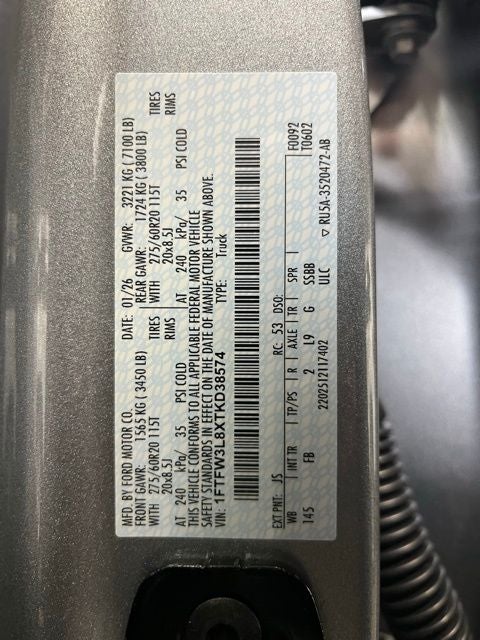 MFD. BY FORD MOTOR CO. DATE: 01/26 GVWR: 3221 KG ( 7100 LB)
FRONT GAWR: 1565 KG ( 3450 LB) REAR GAWR: 1724 KG ( 3800 LB)
WITH 275/60R20 115T TIRES WITH 275/60R20 115T TIRES
20x8.5J RIMS 20x8.5J RIMS
AT 240 kPa/ 35 PSI COLD AT 240 kPa/ 35 PSI COLD
THIS VEHICLE CONFORMS TO ALL APPLICABLE FEDERAL MOTOR VEHICLE
SAFETY STANDARDS IN EFFECT ON THE DATE OF MANUFACTURE SHOWN ABOVE.
VIN: 1FTFW3L8XTKD38574 TYPE: Truck
EXT PNT: JS RC: 53 DSO: F0092
WB INT TR TP/PS R AXLE TR SPR T0602
145 FB 2 L9 G SSBB
ULC
2202512117402 ▽ RU5A-3520472-AB